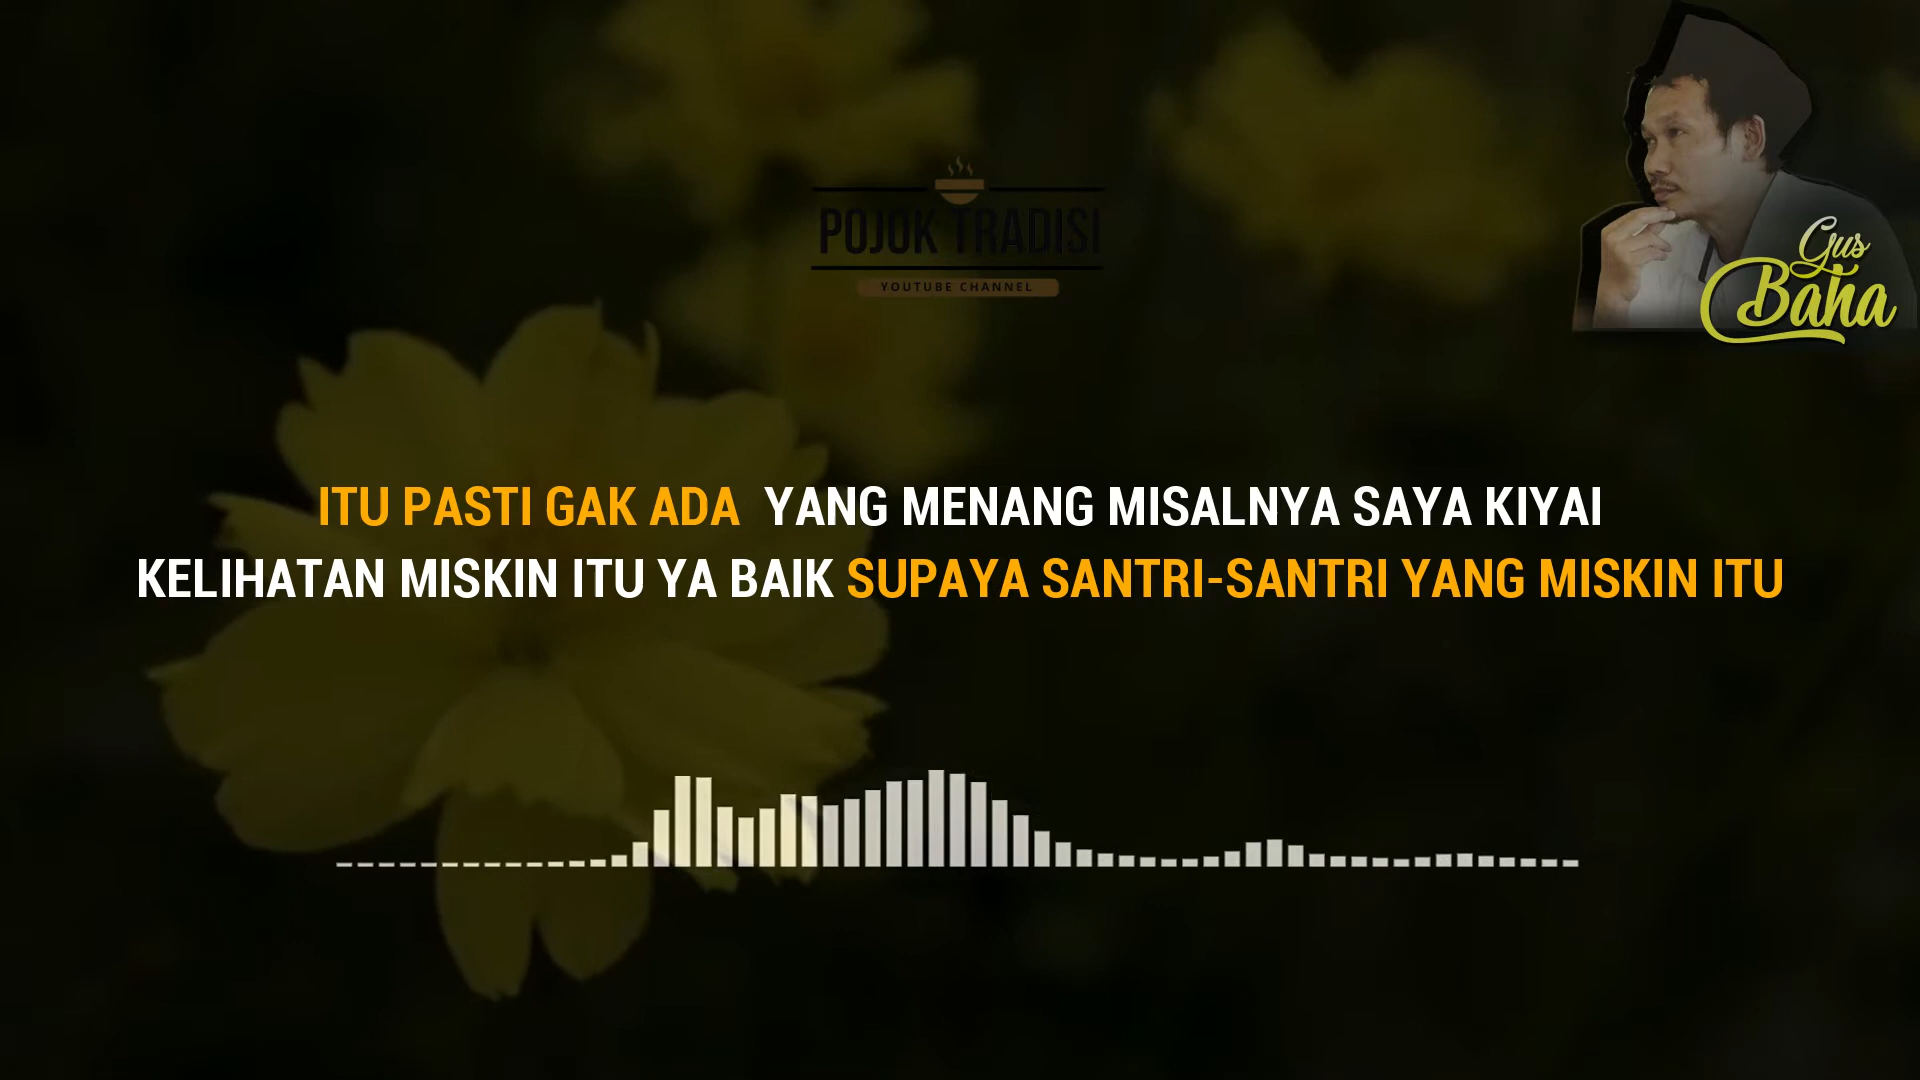 POJOK TRADISI
YOUTUBE CHANNEL
Gus
Baha
ITU PASTI GAK ADA YANG MENANG MISALNYA SAYA KIYAI
KELIHATAN MISKIN ITU YA BAIK SUPAYA SANTRI-SANTRI YANG MISKIN ITU